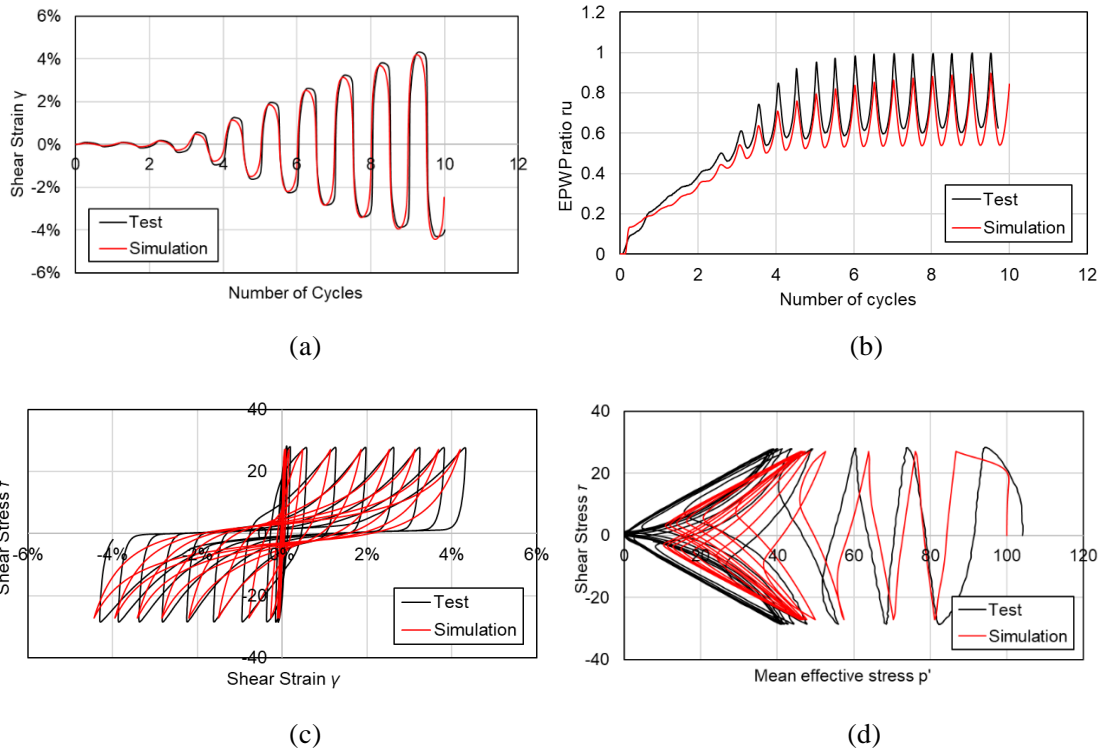 6%
4%
2%
0%
-2%
-4%
-6%
0 2 4 6 8 10 12
Shear Strain γ
Test
Simulation
Number of Cycles
(a)
1.2
1
0.8
0.6
0.4
0.2
0
0 2 4 6 8 10 12
EPWP ratio ru
Test
Simulation
Number of cycles
(b)
40
20
0
-20
-40
-6% -4% -2% 0% 2% 4% 6%
Shear Stress τ
Test
Simulation
Shear Strain γ
(c)
40
20
0
-20
-40
0 20 40 60 80 100 120
Shear Stress τ
Test
Simulation
Mean effective stress p'
(d)